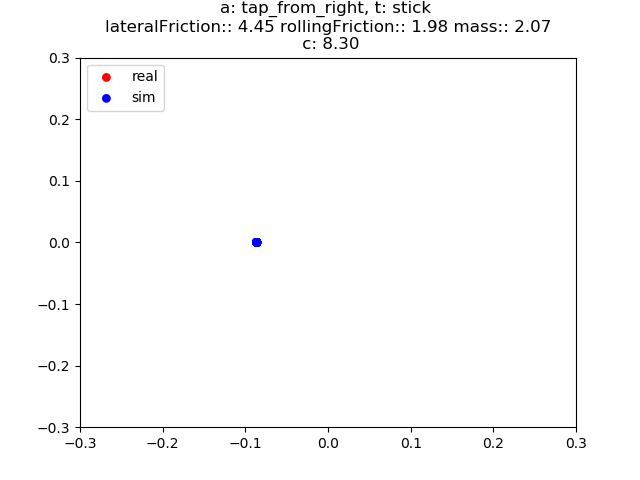 a: tap_from_right, t: stick
lateralFriction:: 4.45 rollingFriction:: 1.98 mass:: 2.07
c: 8.30
real
sim
0.3
0.2
0.1
0.0
−0.1
−0.2
−0.3
−0.3 −0.2 −0.1 0.0 0.1 0.2 0.3